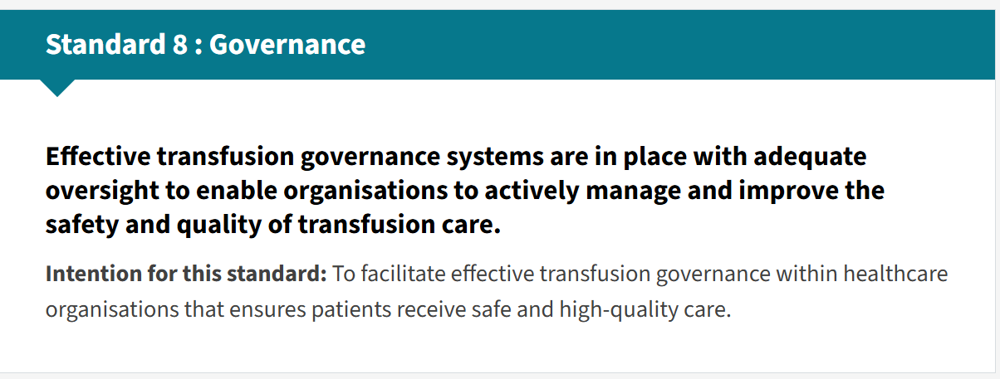 Standard 8 : Governance
Effective transfusion governance systems are in place with adequate
oversight to enable organisations to actively manage and improve the
safety and quality of transfusion care.
Intention for this standard: To facilitate effective transfusion governance within healthcare
organisations that ensures patients receive safe and high-quality care.